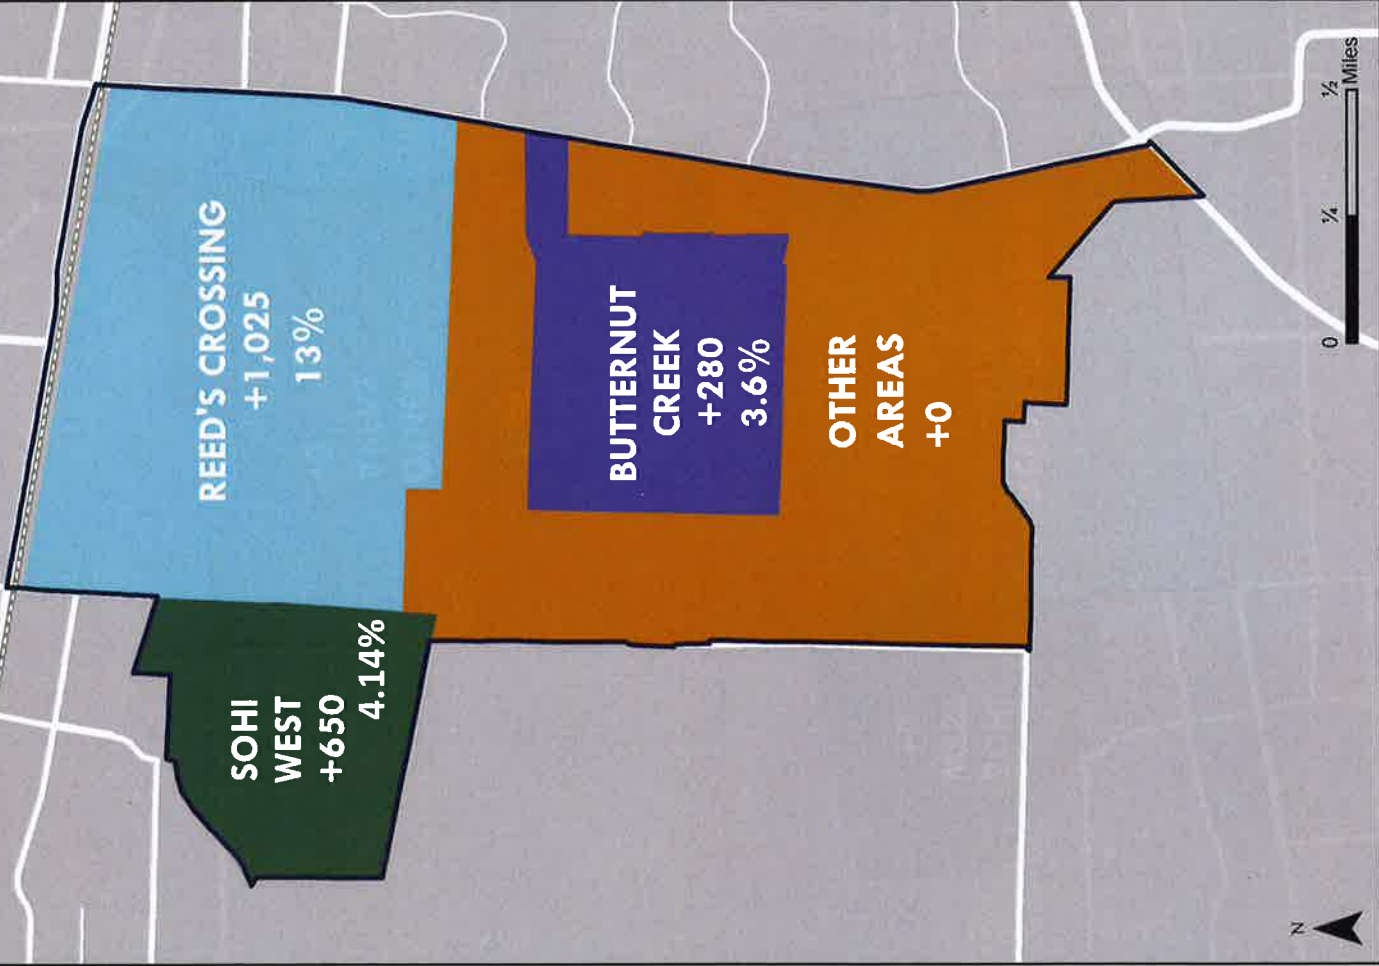 REED'S CROSSING
+1,025
13%
SOHI
WEST
+650
4.14%
BUTTERNUT
CREEK
+280
3.6%
OTHER
AREAS
+0
N
0 ¼ ½
Miles